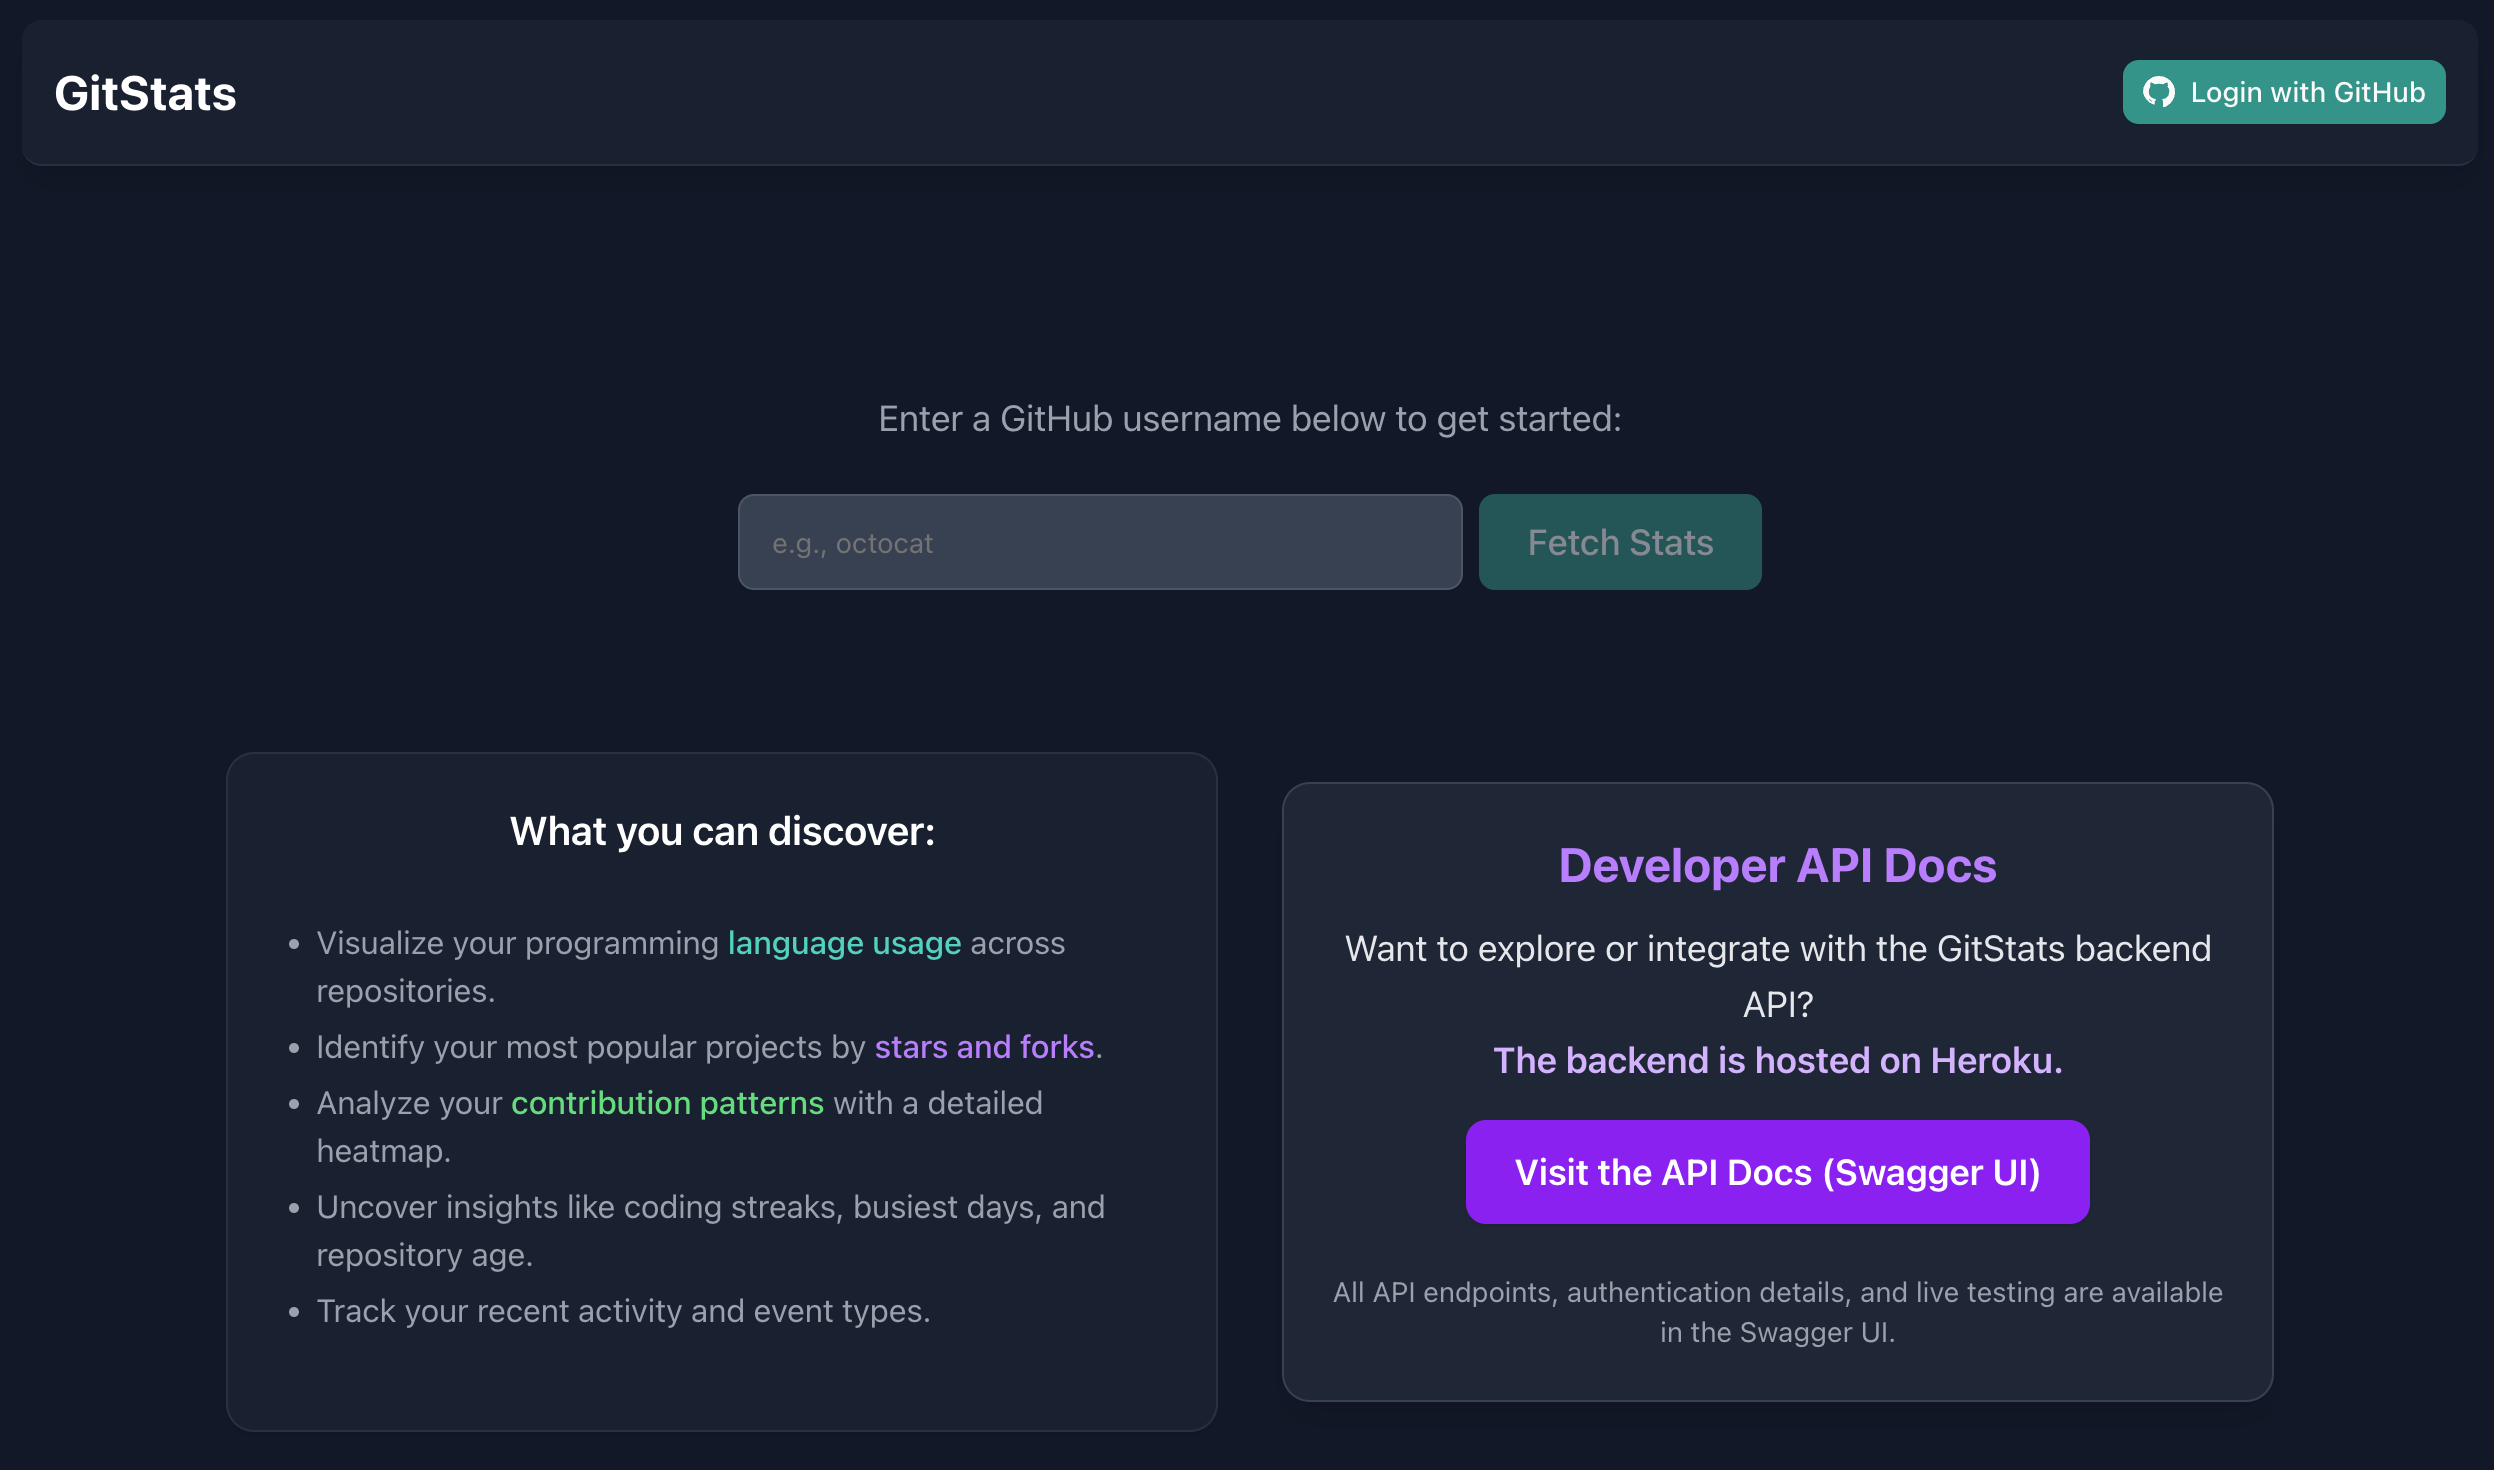 GitStats
Login with GitHub
Enter a GitHub username below to get started:
e.g., octocat
Fetch Stats
What you can discover:
Visualize your programming language usage across
repositories.
Identify your most popular projects by stars and forks.
Analyze your contribution patterns with a detailed
heatmap.
Uncover insights like coding streaks, busiest days, and
repository age.
Track your recent activity and event types.
Developer API Docs
Want to explore or integrate with the GitStats backend
API?
The backend is hosted on Heroku.
Visit the API Docs (Swagger UI)
All API endpoints, authentication details, and live testing are available
in the Swagger UI.